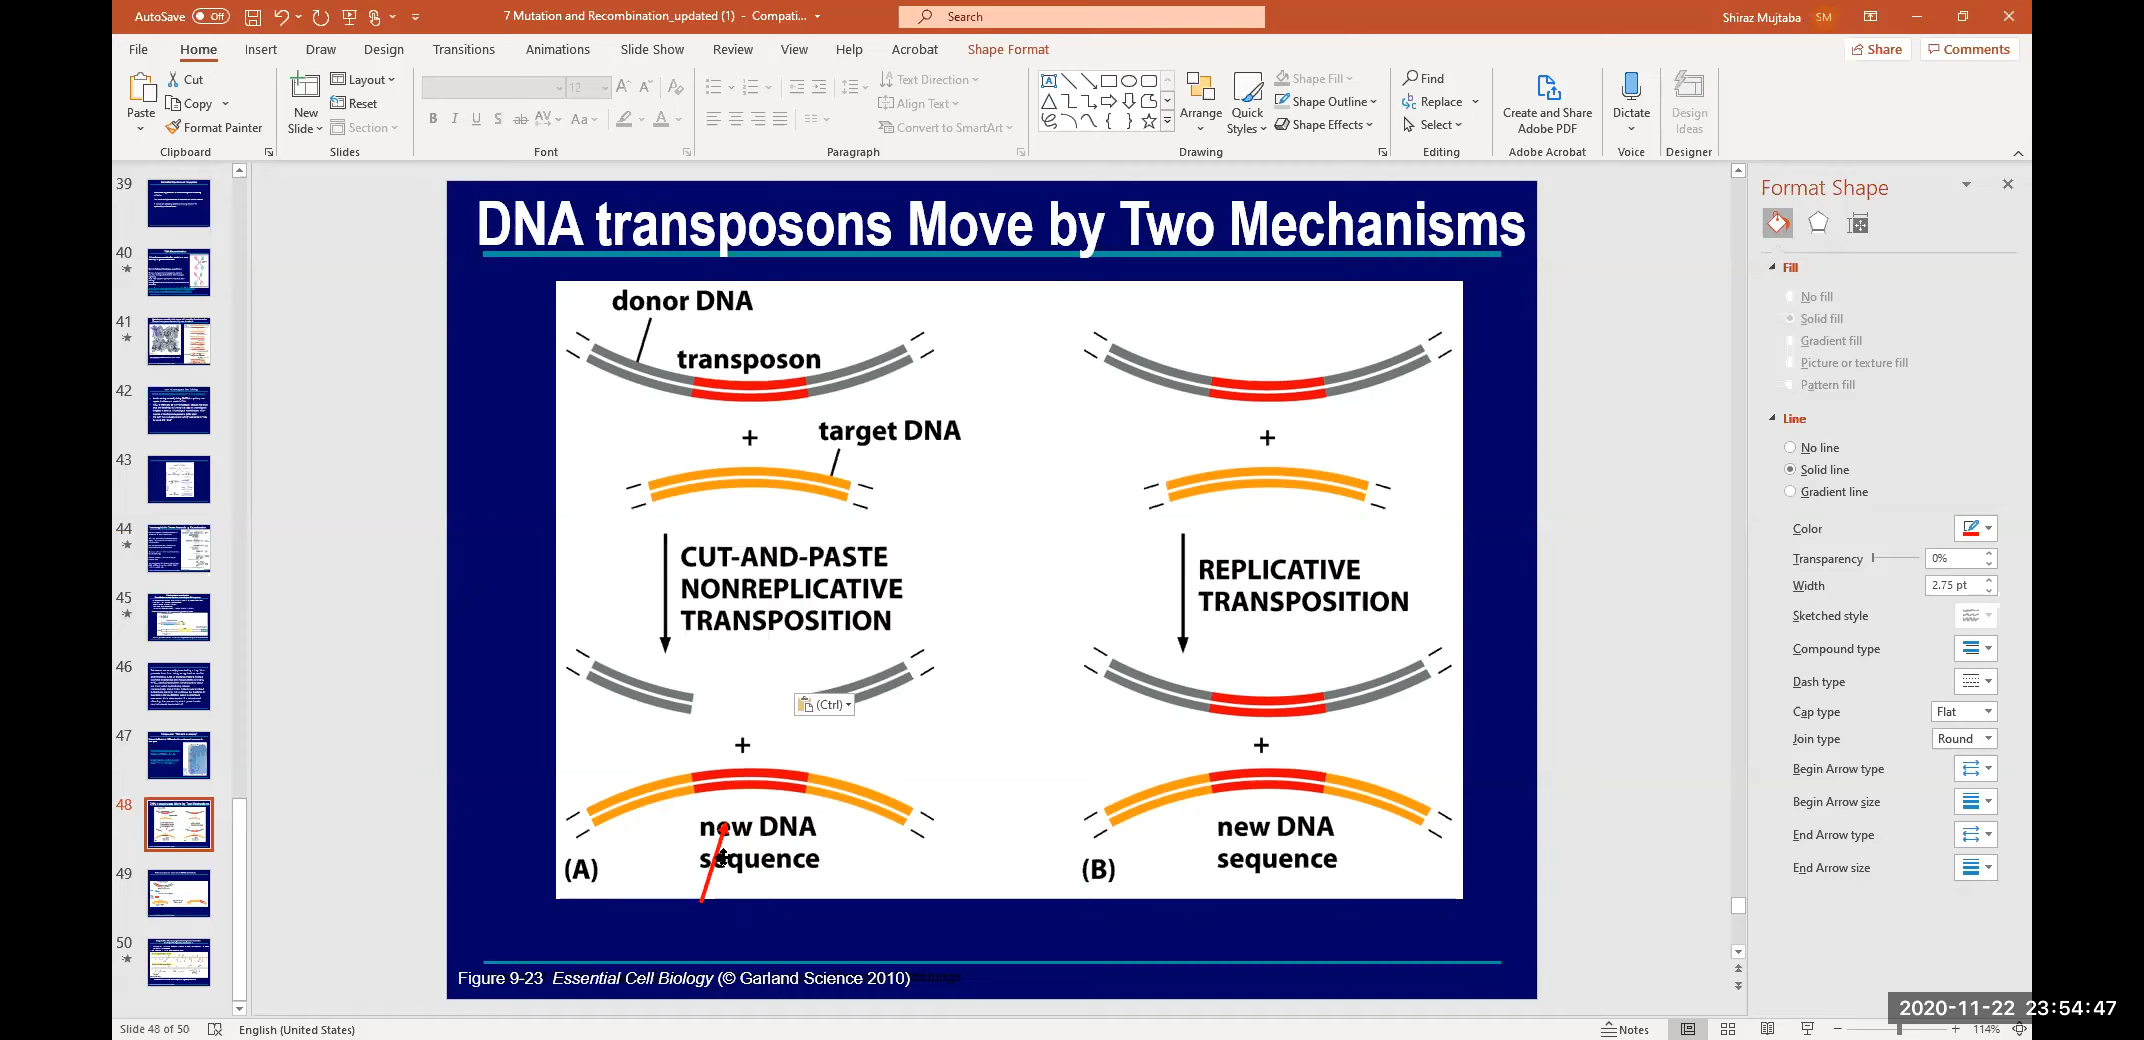 AutoSave Off 7 Mutation and Recombination_updated (1) - Compati... Search Shiraz Mujtaba SM
File Home Insert Draw Design Transitions Animations Slide Show Review View Help Acrobat Shape Format Share Comments
Paste
Cut
Copy
Format Painter
Clipboard
New
Slide
Layout
Reset
Section
Slides
12
B I U S ab AV Aa A
Font
Text Direction
Align Text
Convert to SmartArt
Paragraph
Arrange
Quick
Styles
Shape Fill
Shape Outline
Shape Effects
Drawing
Find
Replace
Select
Editing
Create and Share
Adobe PDF
Adobe Acrobat
Dictate
Voice
Design
Ideas
Designer
39
40
41
42
43
44
45
46
47
48
49
50
DNA transposons Move by Two Mechanisms
donor DNA
transposon
+
target DNA
CUT-AND-PASTE
NONREPLICATIVE
TRANSPOSITION
(Ctrl)
+
new DNA
sequence
(A)
+
REPLICATIVE
TRANSPOSITION
+
new DNA
sequence
(B)
Figure 9-23 Essential Cell Biology (© Garland Science 2010)
Format Shape
Fill
No fill
Solid fill
Gradient fill
Picture or texture fill
Pattern fill
Line
No line
Solid line
Gradient line
Color
Transparency 0%
Width 2.75 pt
Sketched style
Compound type
Dash type
Cap type Flat
Join type Round
Begin Arrow type
Begin Arrow size
End Arrow type
End Arrow size
2020-11-22 23:54:47
Slide 48 of 50 English (United States) Notes 114%